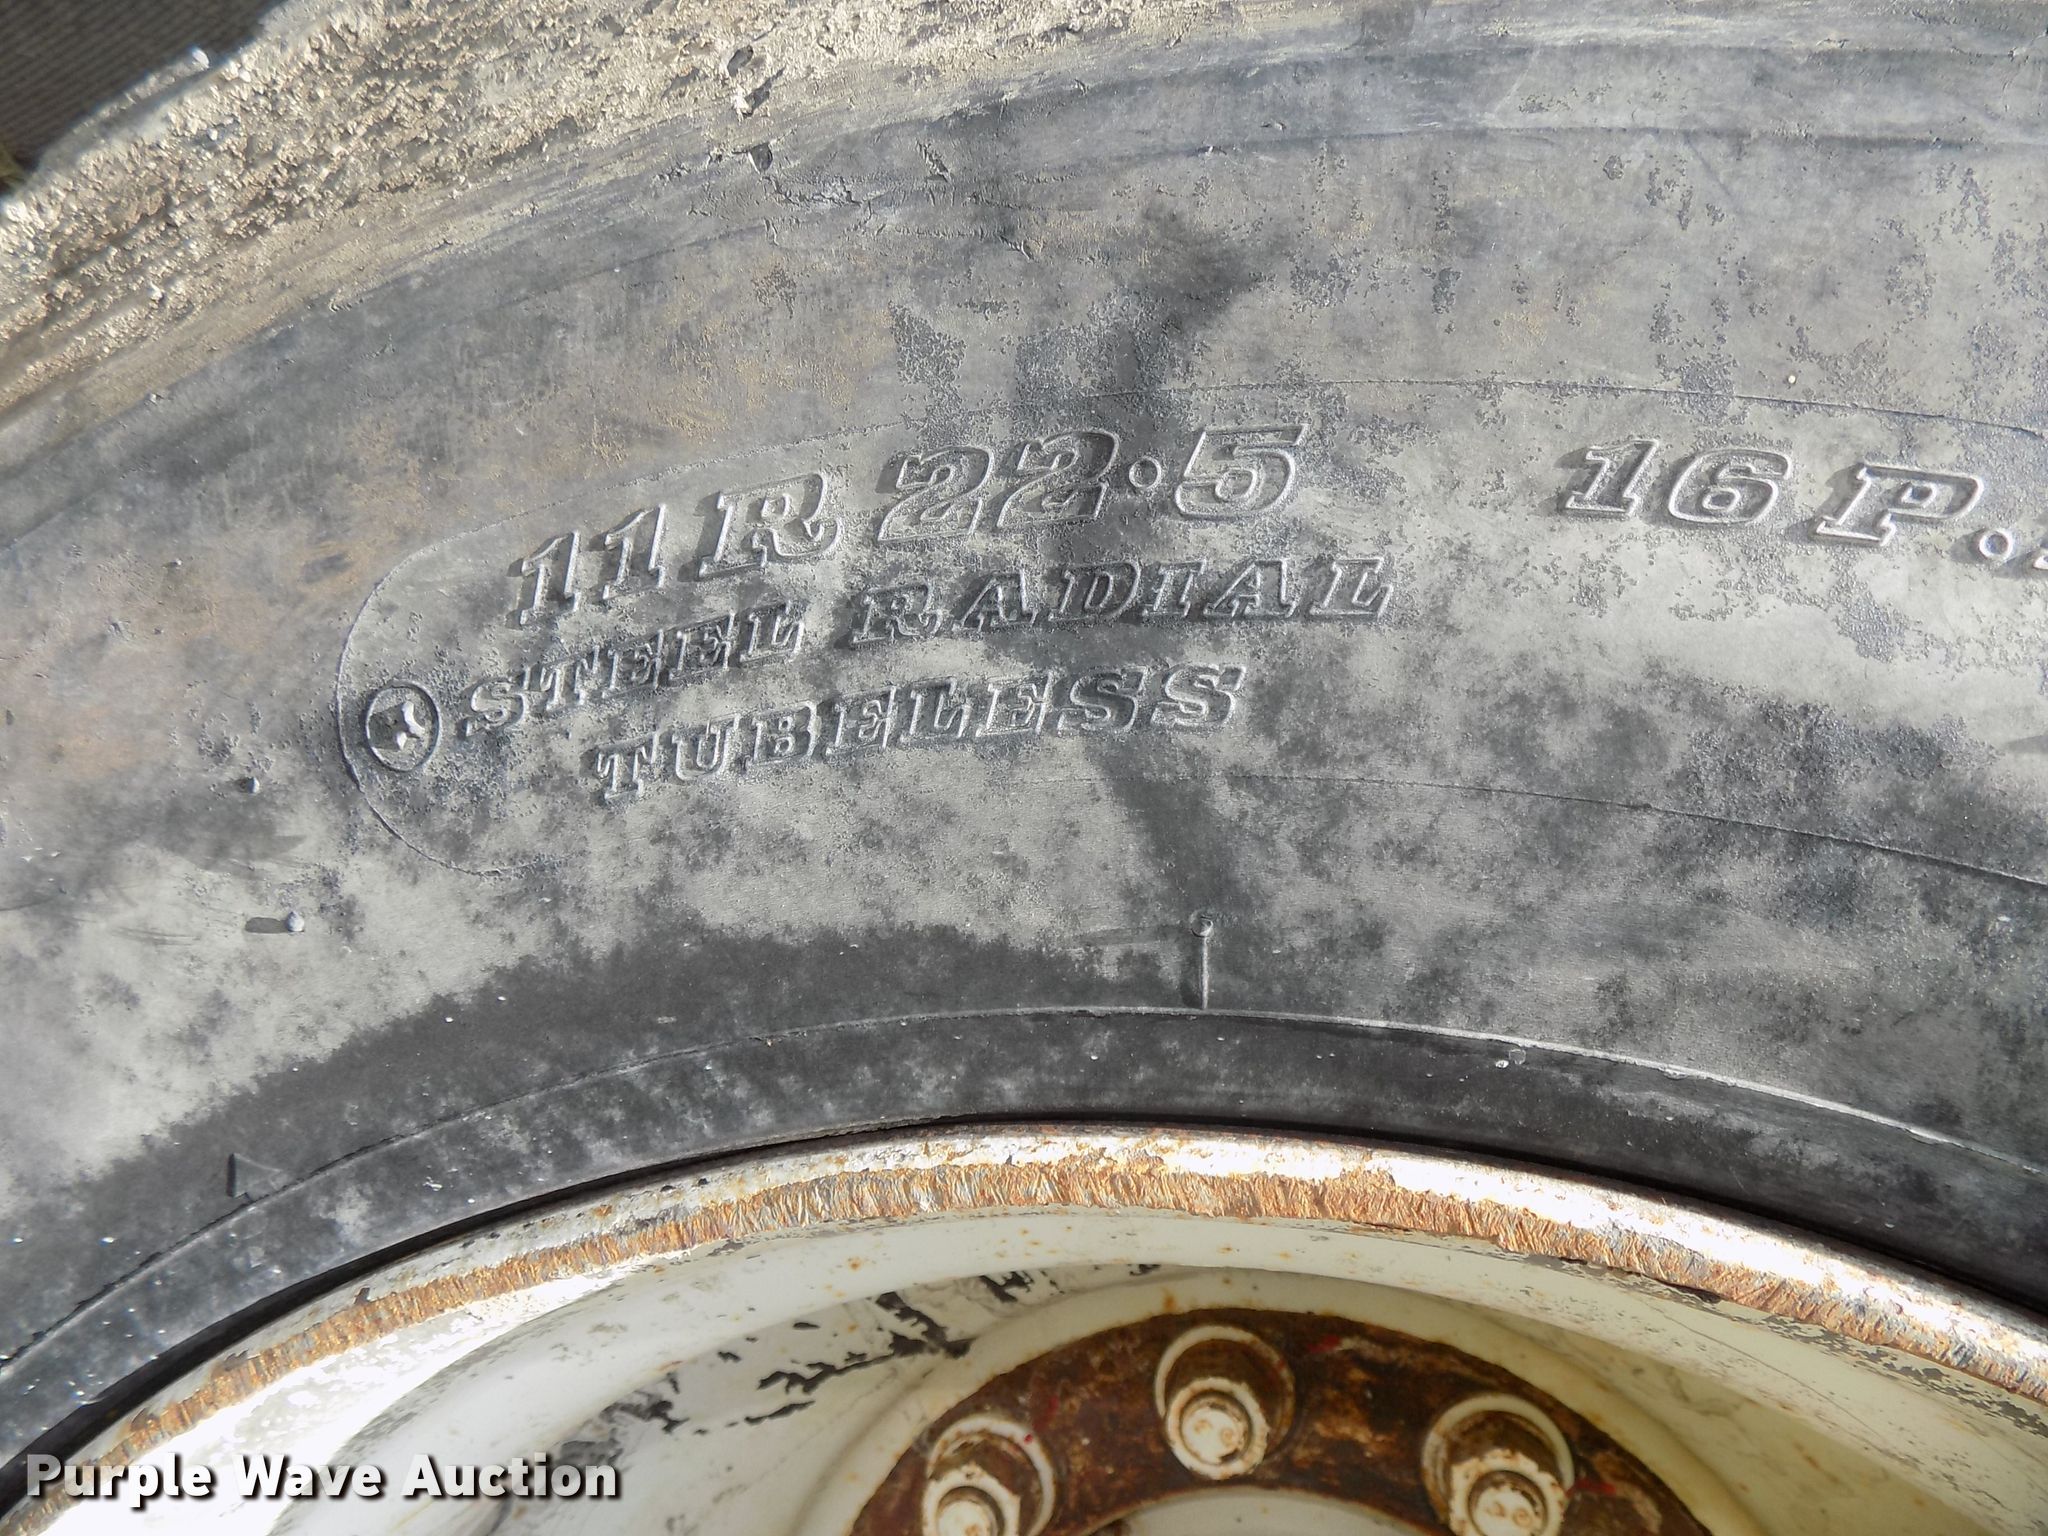 11R 22.5 16 P.
STEEL RADIAL
TUBELESS
Purple Wave Auction